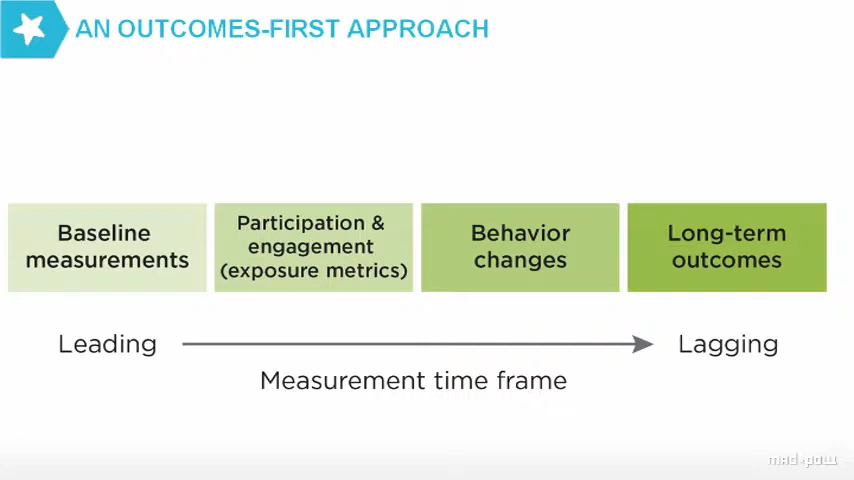 AN OUTCOMES-FIRST APPROACH
Baseline
measurements
Participation &
engagement
(exposure metrics)
Behavior
changes
Long-term
outcomes
Leading
Lagging
Measurement time frame
mad*pow